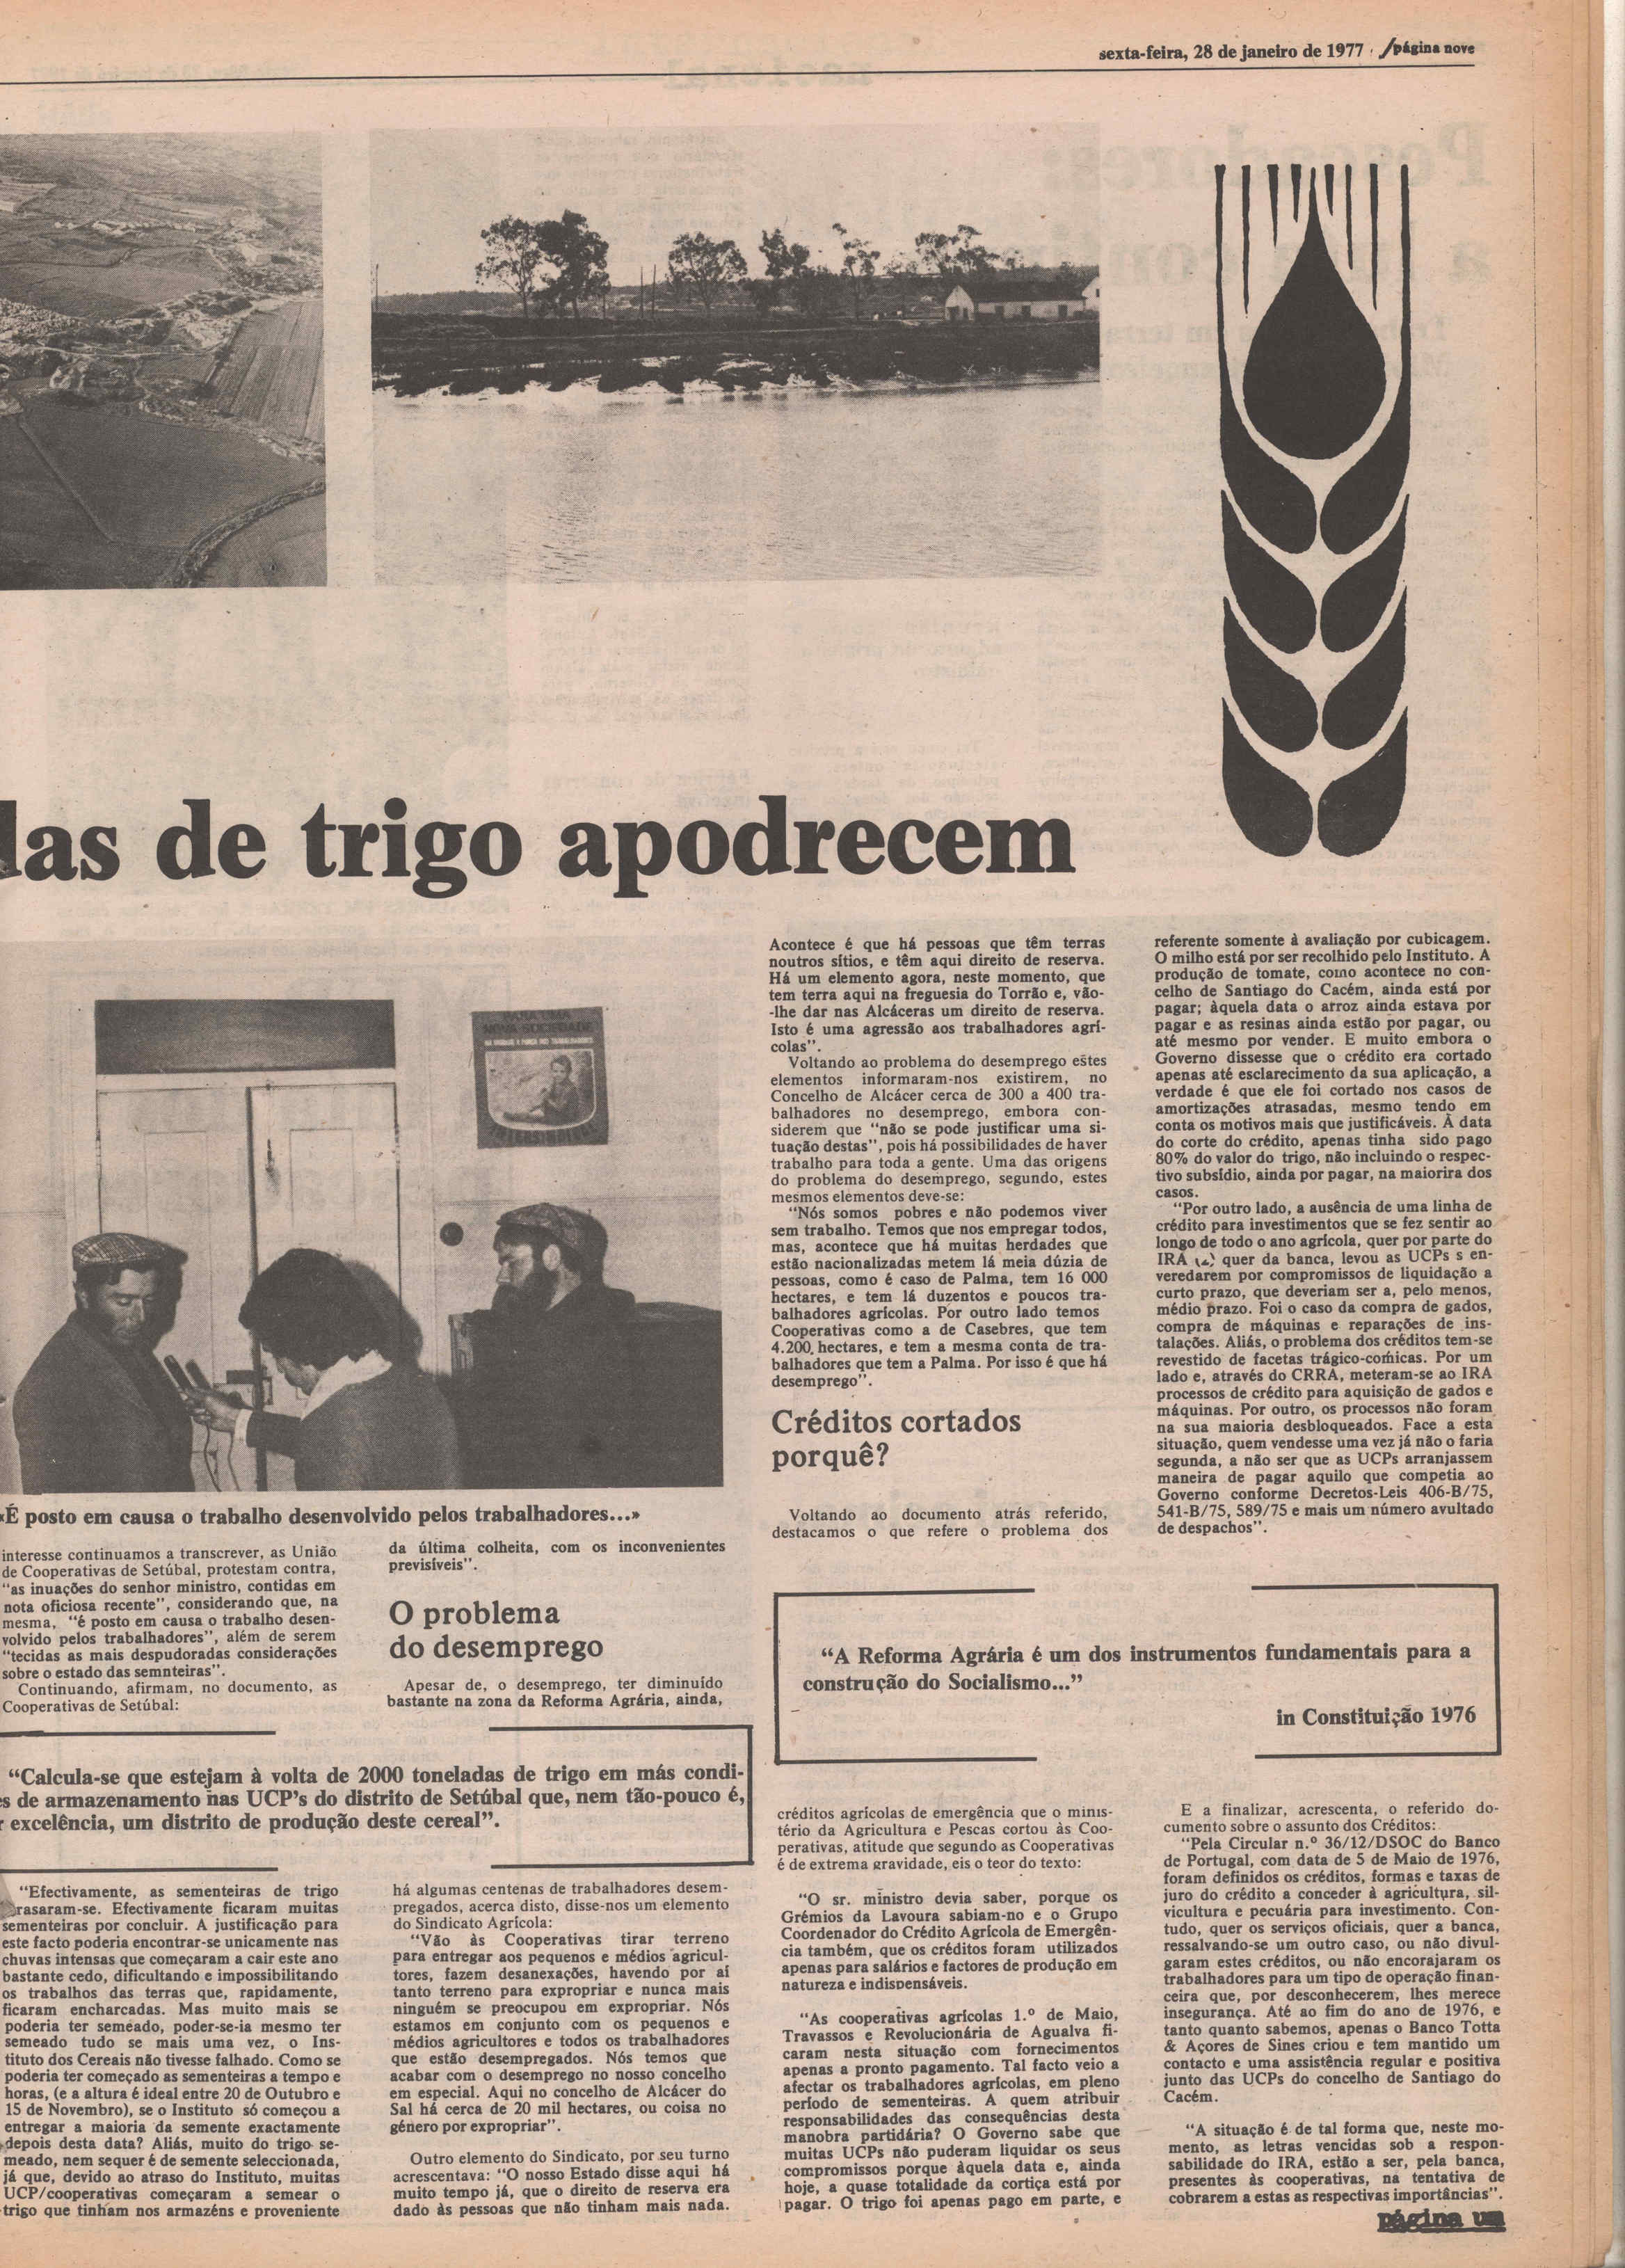 sexta-feira, 28 de janeiro de 1977 /página nove
las de trigo apodrecem
PARA UMA
NOVA SOCIEDADE
«É posto em causa o trabalho desenvolvido pelos trabalhadores...»
interesse continuamos a transcrever, as União
de Cooperativas de Setúbal, protestam contra,
"as inuações do senhor ministro, contidas em
nota oficiosa recente", considerando que, na
mesma, "é posto em causa o trabalho desen-
volvido pelos trabalhadores", além de serem
"tecidas as mais despudoradas considerações
sobre o estado das semnteiras".
Continuando, afirmam, no documento, as
Cooperativas de Setúbal:
"Calcula-se que estejam à volta de 2000 toneladas de trigo em más condi-
s de armazenamento nas UCP's do distrito de Setúbal que, nem tão-pouco é,
r excelência, um distrito de produção deste cereal".
"Efectivamente, as sementeiras de trigo
rasaram-se. Efectivamente ficaram muitas
sementeiras por concluir. A justificação para
este facto poderia encontrar-se unicamente nas
chuvas intensas que começaram a cair este ano
bastante cedo, dificultando e impossibilitando
os trabalhos das terras que, rapidamente,
ficaram encharcadas. Mas muito mais se
poderia ter semeado, poder-se-ia mesmo ter
semeado tudo se mais uma vez, o Ins-
tituto dos Cereais não tivesse falhado. Como se
poderia ter começado as sementeiras a tempo e
horas, (e a altura é ideal entre 20 de Outubro e
15 de Novembro), se o Instituto só começou a
entregar a maioria da semente exactamente
depois desta data? Aliás, muito do trigo se-
meado, nem sequer é de semente seleccionada,
já que, devido ao atraso do Instituto, muitas
UCP/cooperativas começaram a semear o
trigo que tinham nos armazéns e proveniente
da última colheita, com os inconvenientes
previsíveis".
O problema
do desemprego
Apesar de, o desemprego, ter diminuído
bastante na zona da Reforma Agrária, ainda,
há algumas centenas de trabalhadores desem-
pregados, acerca disto, disse-nos um elemento
do Sindicato Agrícola:
"Vão às Cooperativas tirar terreno
para entregar aos pequenos e médios agricul-
tores, fazem desanexações, havendo por aí
tanto terreno para expropriar e nunca mais
ninguém se preocupou em expropriar. Nós
estamos em conjunto com os pequenos e
médios agricultores e todos os trabalhadores
que estão desempregados. Nós temos que
acabar com o desemprego no nosso concelho
em especial. Aqui no concelho de Alcácer do
Sal há cerca de 20 mil hectares, ou coisa no
género por expropriar".
Outro elemento do Sindicato, por seu turno
acrescentava: "O nosso Estado disse aqui há
muito tempo já, que o direito de reserva era
dado às pessoas que não tinham mais nada.
Acontece é que há pessoas que têm terras
noutros sítios, e têm aqui direito de reserva.
Há um elemento agora, neste momento, que
tem terra aqui na freguesia do Torrão e, vão-
-lhe dar nas Alcáceras um direito de reserva.
Isto é uma agressão aos trabalhadores agrí-
colas".
Voltando ao problema do desemprego estes
elementos informaram-nos existirem, no
Concelho de Alcácer cerca de 300 a 400 tra-
balhadores no desemprego, embora con-
siderem que "não se pode justificar uma si-
tuação destas", pois há possibilidades de haver
trabalho para toda a gente. Uma das origens
do problema do desemprego, segundo, estes
mesmos elementos deve-se:
"Nós somos pobres e não podemos viver
sem trabalho. Temos que nos empregar todos,
mas, acontece que há muitas herdades que
estão nacionalizadas metem lá meia dúzia de
pessoas, como é caso de Palma, tem 16 000
hectares, e tem lá duzentos e poucos tra-
balhadores agrícolas. Por outro lado temos
Cooperativas como a de Casebres, que tem
4.200 hectares, e tem a mesma conta de tra-
balhadores que tem a Palma. Por isso é que há
desemprego".
Créditos cortados
porquê?
Voltando ao documento atrás referido,
destacamos o que refere o problema dos
"A Reforma Agrária é um dos instrumentos fundamentais para a
construção do Socialismo..."
in Constituição 1976
créditos agrícolas de emergência que o minis-
tério da Agricultura e Pescas cortou às Coo-
perativas, atitude que segundo as Cooperativas
é de extrema gravidade, eis o teor do texto:
"O sr. ministro devia saber, porque os
Grémios da Lavoura sabiam-no e o Grupo
Coordenador do Crédito Agrícola de Emergên-
cia também, que os créditos foram utilizados
apenas para salários e factores de produção em
natureza e indispensáveis.
"As cooperativas agrícolas 1.º de Maio,
Travassos e Revolucionária de Agualva fi-
caram nesta situação com fornecimentos
apenas a pronto pagamento. Tal facto veio a
afectar os trabalhadores agrícolas, em pleno
período de sementeiras. A quem atribuir
responsabilidades das consequências desta
manobra partidária? O Governo sabe que
muitas UCPs não puderam liquidar os seus
compromissos porque àquela data e, ainda
hoje, a quase totalidade da cortiça está por
pagar. O trigo foi apenas pago em parte, e
referente somente à avaliação por cubicagem.
O milho está por ser recolhido pelo Instituto. A
produção de tomate, como acontece no con-
celho de Santiago do Cacém, ainda está por
pagar; àquela data o arroz ainda estava por
pagar e as resinas ainda estão por pagar, ou
até mesmo por vender. E muito embora o
Governo dissesse que o crédito era cortado
apenas até esclarecimento da sua aplicação, a
verdade é que ele foi cortado nos casos de
amortizações atrasadas, mesmo tendo em
conta os motivos mais que justificáveis. À data
do corte do crédito, apenas tinha sido pago
80% do valor do trigo, não incluindo o respec-
tivo subsídio, ainda por pagar, na maiorira dos
casos.
"Por outro lado, a ausência de uma linha de
crédito para investimentos que se fez sentir ao
longo de todo o ano agrícola, quer por parte do
IRA quer da banca, levou as UCPs s en-
veredarem por compromissos de liquidação a
curto prazo, que deveriam ser a, pelo menos,
médio prazo. Foi o caso da compra de gados,
compra de máquinas e reparações de ins-
talações. Aliás, o problema dos créditos tem-se
revestido de facetas trágico-comicas. Por um
lado e, através do CRRA, meteram-se ao IRA
processos de crédito para aquisição de gados e
máquinas. Por outro, os processos não foram
na sua maioria desbloqueados. Face a esta
situação, quem vendesse uma vez já não o faria
segunda, a não ser que as UCPs arranjassem
maneira de pagar aquilo que competia ao
Governo conforme Decretos-Leis 406-B/75,
541-B/75, 589/75 e mais um número avultado
de despachos".
E a finalizar, acrescenta, o referido do-
cumento sobre o assunto dos Créditos:
"Pela Circular n.º 36/12/DSOC do Banco
de Portugal, com data de 5 de Maio de 1976,
foram definidos os créditos, formas e taxas de
juro do crédito a conceder à agricultura, sil-
vicultura e pecuária para investimento. Con-
tudo, quer os serviços oficiais, quer a banca,
ressalvando-se um outro caso, ou não divul-
garam estes créditos, ou não encorajaram os
trabalhadores para um tipo de operação finan-
ceira que, por desconhecerem, lhes merece
insegurança. Até ao fim do ano de 1976, e
tanto quanto sabemos, apenas o Banco Totta
& Açores de Sines criou e tem mantido um
contacto e uma assistência regular e positiva
junto das UCPs do concelho de Santiago do
Cacém.
"A situação é de tal forma que, neste mo-
mento, as letras vencidas sob a respon-
sabilidade do IRA, estão a ser, pela banca,
presentes às cooperativas, na tentativa de
cobrarem a estas as respectivas importâncias".
página um